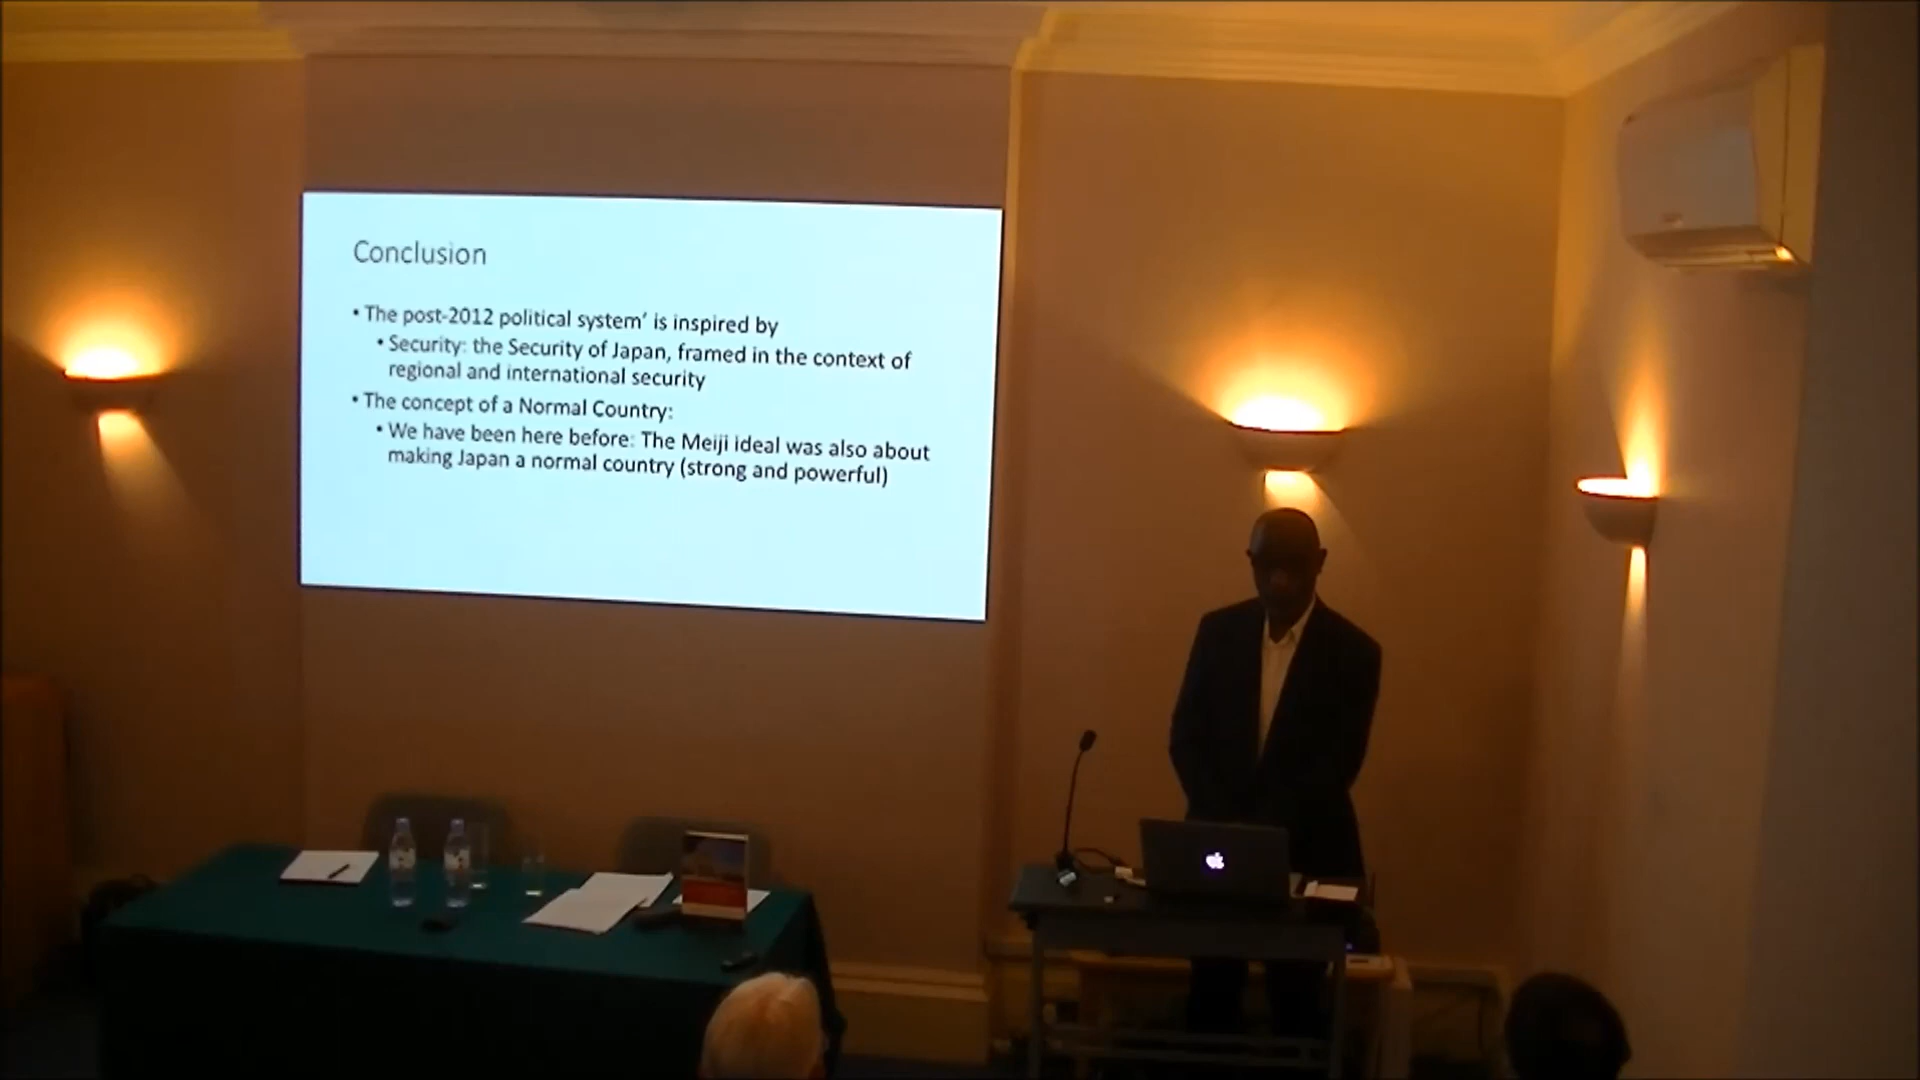 Conclusion
• The post-2012 political system’ is inspired by
• Security: the Security of Japan, framed in the context of
regional and international security
• The concept of a Normal Country:
• We have been here before: The Meiji ideal was also about
making Japan a normal country (strong and powerful)